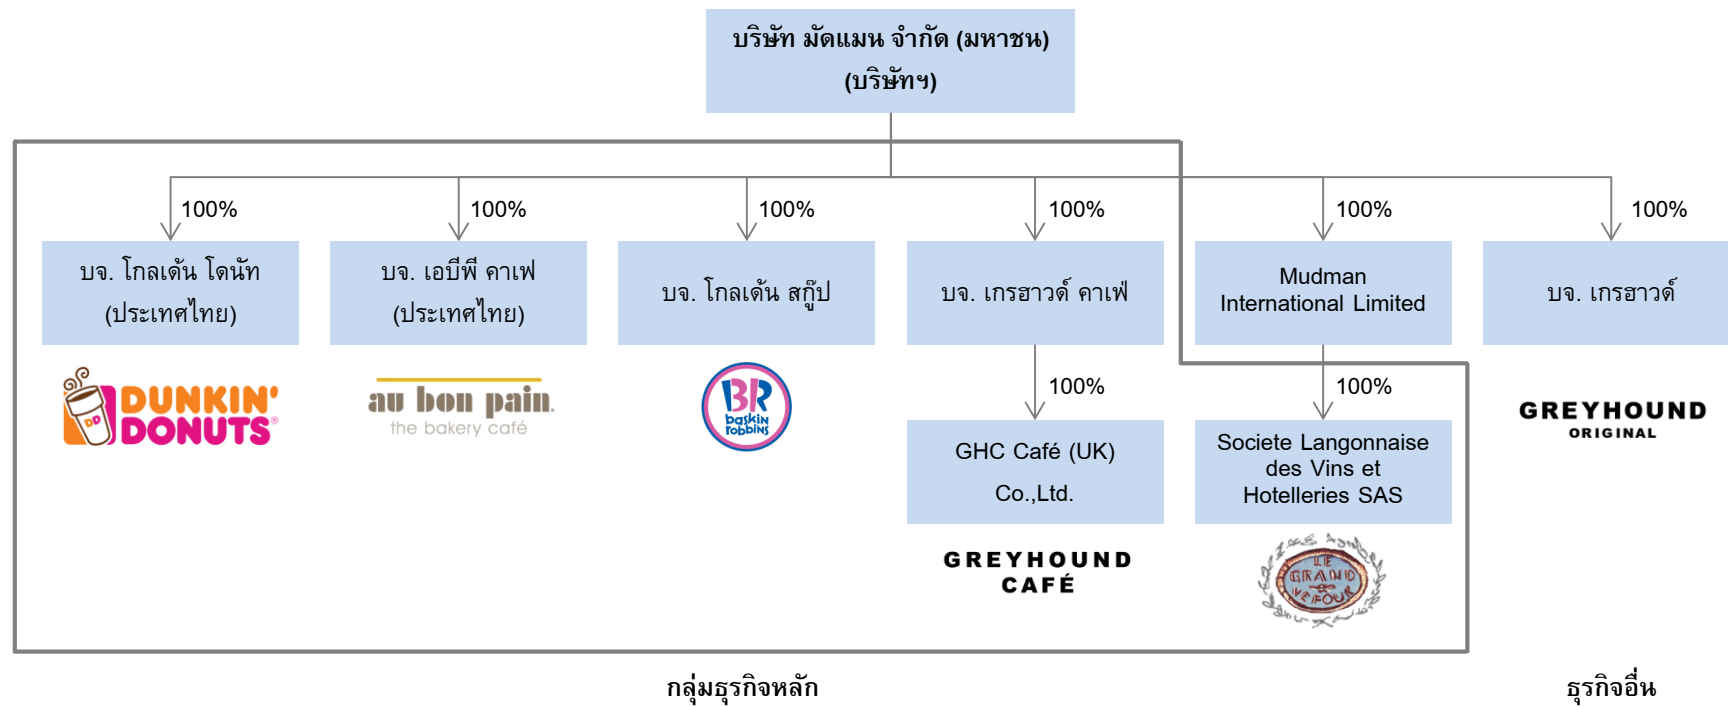 บริษัท มัดแมน จำกัด (มหาชน)
(บริษัทฯ)
100%
100%
100%
100%
100%
100%
บจ. โกลเด้น โดนัท
(ประเทศไทย)
บจ. เอบีพี คาเฟ
(ประเทศไทย)
บจ. โกลเด้น สกู๊ป
บจ. เกรฮาวด์ คาเฟ่
Mudman
International Limited
บจ. เกรฮาวด์
DUNKIN'
DONUTS®
DD
au bon pain.
the bakery café
BR
baskin
robbins
100%
100%
GREYHOUND
ORIGINAL
GHC Café (UK)
Co.,Ltd.
Societe Langonnaise
des Vins et
Hotelleries SAS
GREYHOUND
CAFÉ
LE
GRAND
VEFOUR
กลุ่มธุรกิจหลัก
ธุรกิจอื่น